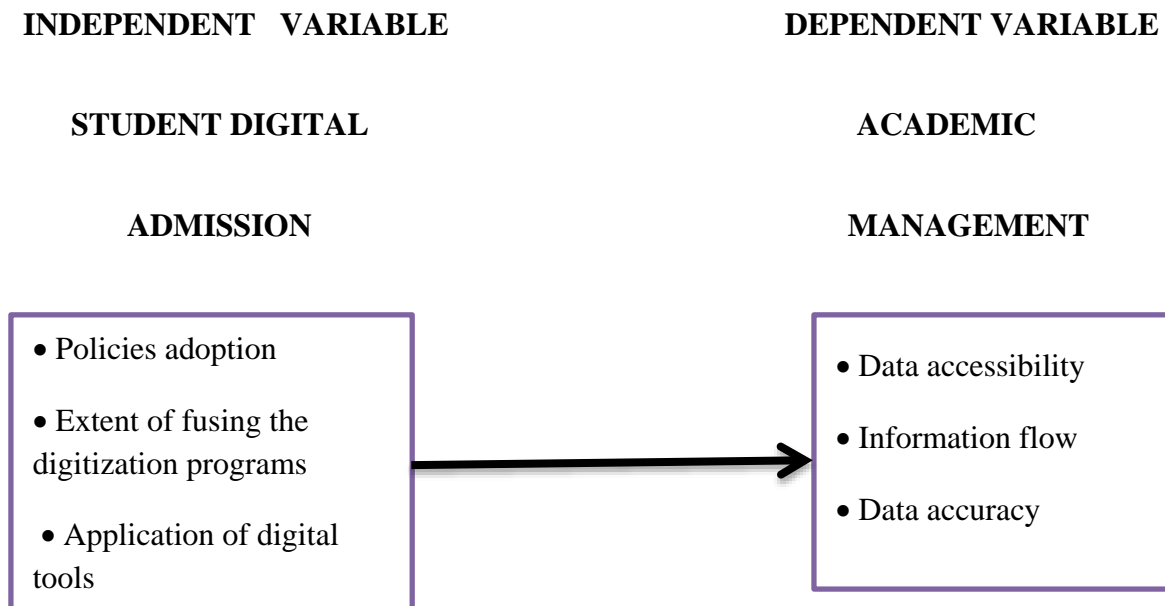 INDEPENDENT VARIABLE
STUDENT DIGITAL
ADMISSION
• Policies adoption
• Extent of fusing the
digitization programs
• Application of digital
tools
DEPENDENT VARIABLE
ACADEMIC
MANAGEMENT
• Data accessibility
• Information flow
• Data accuracy